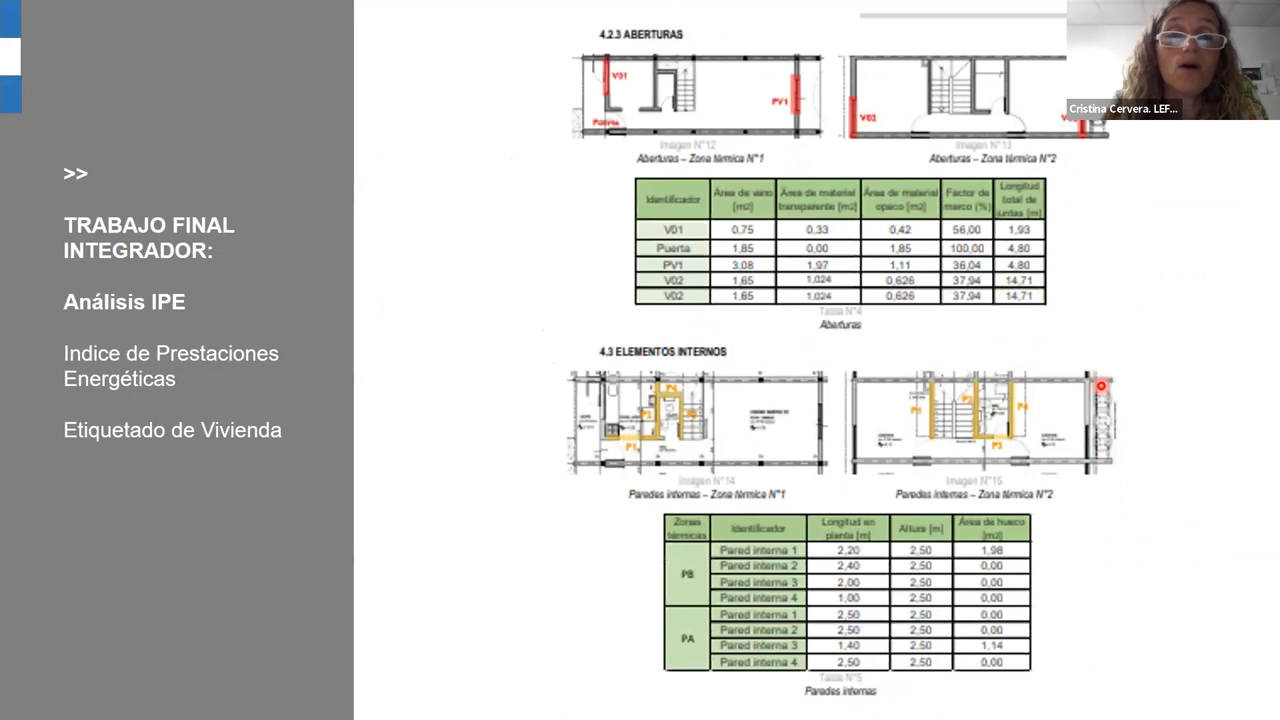 >>
TRABAJO FINAL
INTEGRADOR:
Análisis IPE
Indice de Prestaciones
Energéticas
Etiquetado de Vivienda
Cristina Cervera. LEF...
4.2.3 ABERTURAS
V01
PV1
Puerta
V02
Imagen N°12
Imagen N°13
Aberturas – Zona térmica N°1
Aberturas – Zona térmica N°2
Identificador Área de vano [m2] Área de material transparente [m2] Área de material opaco [m2] Factor de marco (%) Longitud total de juntas [m]
V01 0,75 0,33 0,42 56,00 1,93
Puerta 1,85 0,00 1,85 100,00 4,80
PV1 3,08 1,97 1,11 36,04 4,80
V02 1,65 1,024 0,626 37,94 14,71
V02 1,65 1,024 0,626 37,94 14,71
Tabla N°4
Aberturas
4.3 ELEMENTOS INTERNOS
P4
P2
P1
P1
P4
P3
Imagen N°14
Imagen N°15
Paredes internas – Zona térmica N°1
Paredes internas – Zona térmica N°2
Zonas térmicas Identificador Longitud en planta [m] Altura [m] Área de hueco [m2]
PB
Pared interna 1 2,20 2,50 1,98
Pared interna 2 2,40 2,50 0,00
Pared interna 3 2,00 2,50 0,00
Pared interna 4 1,00 2,50 0,00
PA
Pared interna 1 2,50 2,50 0,00
Pared interna 2 2,50 2,50 0,00
Pared interna 3 1,40 2,50 1,14
Pared interna 4 2,50 2,50 0,00
Tabla N°5
Paredes internas